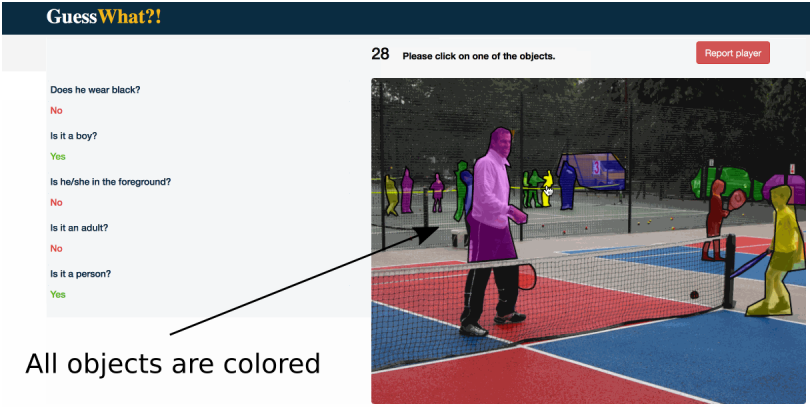 GuessWhat?!
28 Please click on one of the objects.
Report player
Does he wear black?
No
Is it a boy?
Yes
Is he/she in the foreground?
No
Is it an adult?
No
Is it a person?
Yes
3
All objects are colored